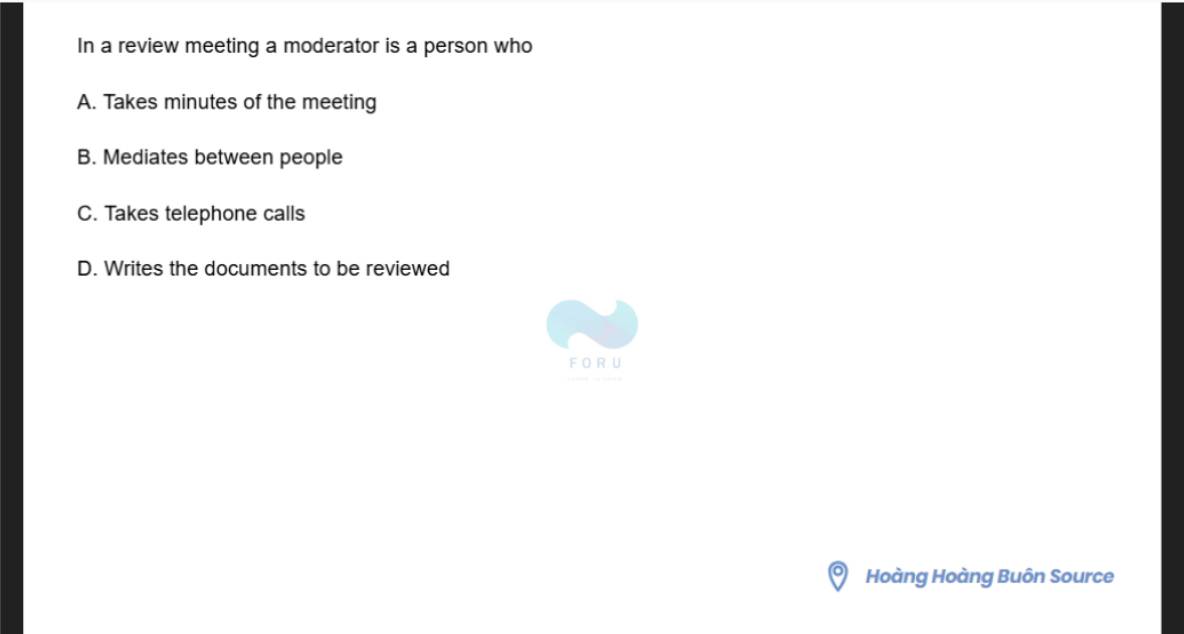 In a review meeting a moderator is a person who
A. Takes minutes of the meeting
B. Mediates between people
C. Takes telephone calls
D. Writes the documents to be reviewed
FORU
Hoàng Hoàng Buôn Source